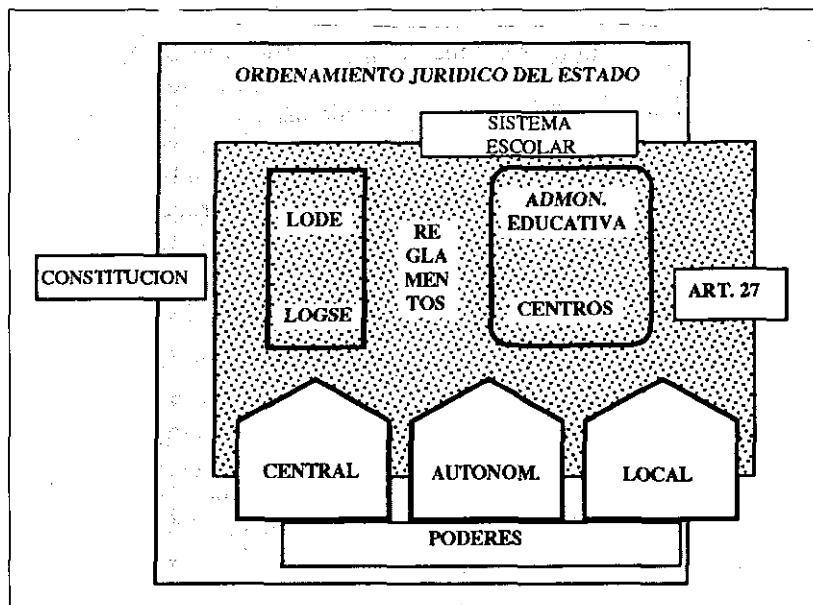 ORDENAMIENTO JURIDICO DEL ESTADO
SISTEMA
ESCOLAR
LODE
LOGSE
RE
GLA
MEN
TOS
ADMON.
EDUCATIVA
CENTROS
CONSTITUCION
ART. 27
CENTRAL
AUTONOM.
LOCAL
PODERES